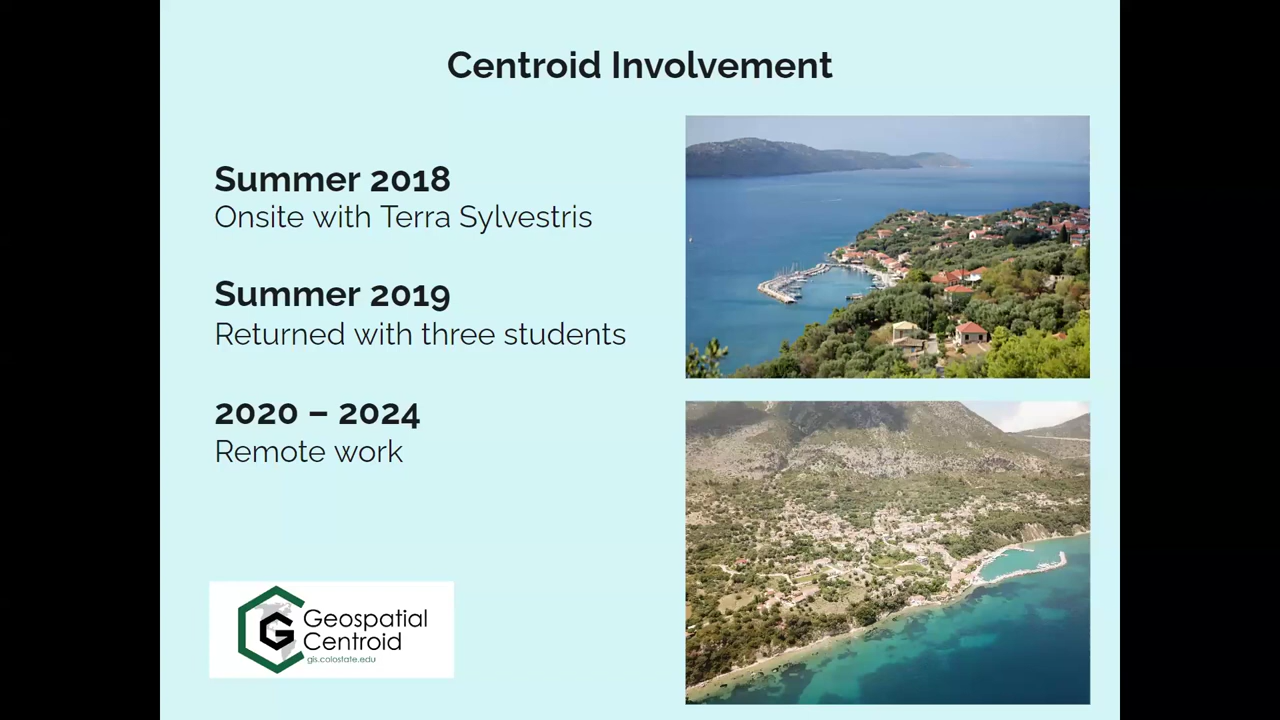 Centroid Involvement
Summer 2018
Onsite with Terra Sylvestris
Summer 2019
Returned with three students
2020 – 2024
Remote work
Geospatial
Centroid
gis.colostate.edu